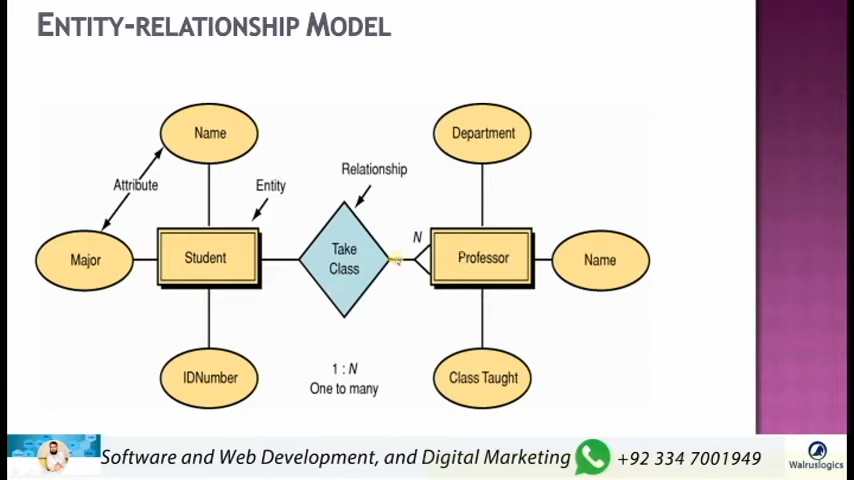 ENTITY-RELATIONSHIP MODEL
Name
Department
Relationship
Attribute
Entity
N
Major
Student
Take
Class
Professor
Name
IDNumber
1 : N
One to many
Class Taught
Software and Web Development, and Digital Marketing
+92 334 7001949
Walruslogics